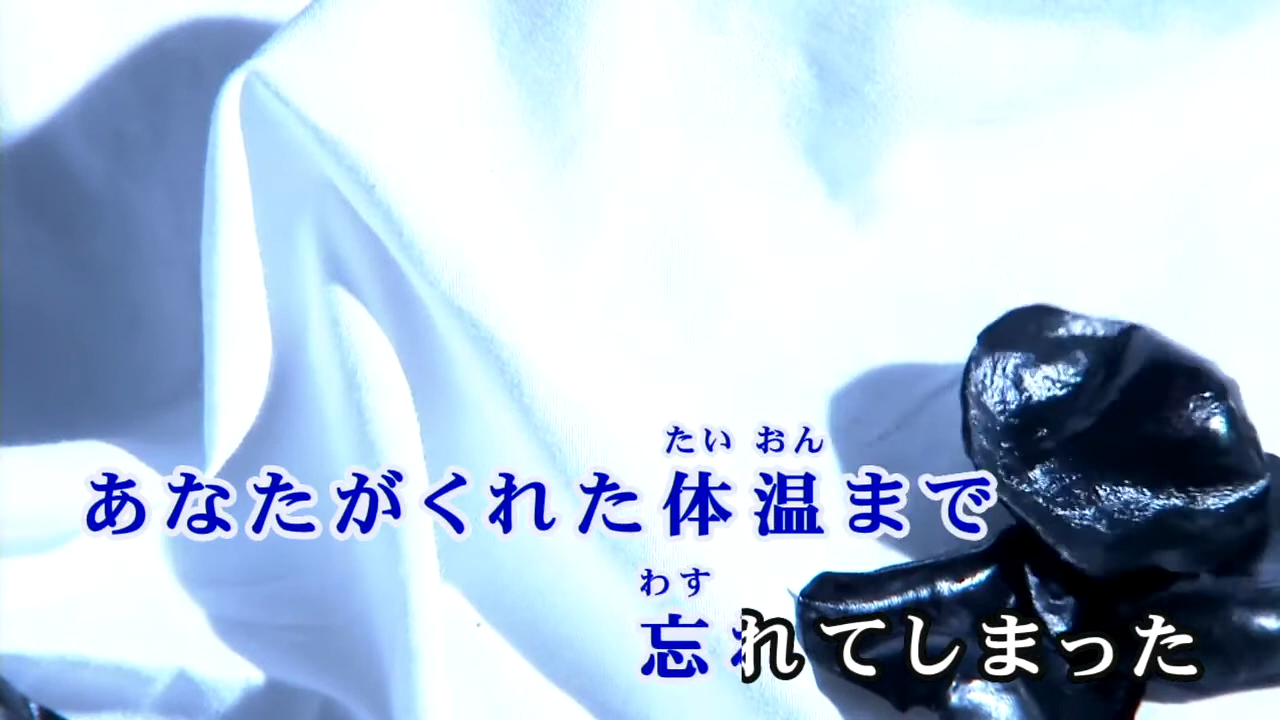 たい おん
あなたがくれた体温まで
わす
忘れてしまった